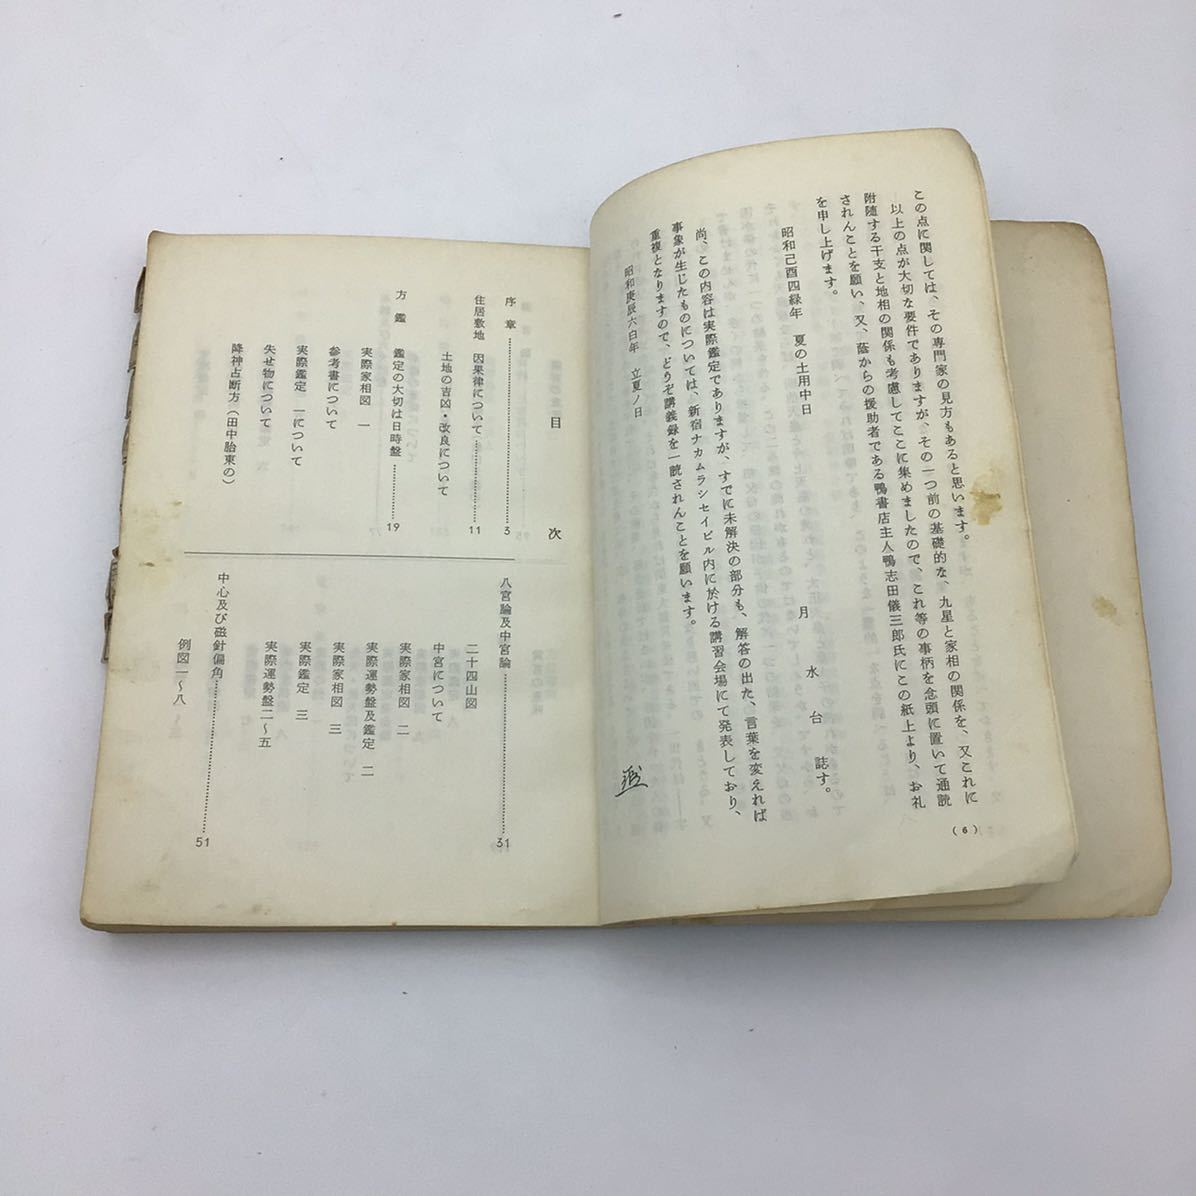 この点に関しては、その専門家の見方もあると思います。
以上の点が大切な要件でありますが、その一つ前の基礎的な、九星と家相の関係を、又これに
附随する干支と地相の関係も考慮してここに集めましたので、これ等の事柄を念頭に置いて通読
されんことを願い、又、蔭からの援助者である鴨書店主人鴨志田儀三郎氏にこの紙上より、お礼
を申し上げます。
昭和己酉四緑年　夏の土用中日
月　水　台　誌す。
尚、この内容は実際鑑定でありますが、すでに未解決の部分も、解答の出た、言葉を変えれば
事象が生じたものについては、新宿ナカムラセイビル内に於ける講習会場にて発表しており、
重複となりますので、どうぞ講義録を一読されんことを願います。
昭和庚辰六白年　立夏ノ日
(6)
目　次
序　章……3
住居敷地　因果律について……11
土地の吉凶・改良について
方　鑑　鑑定の大切は日時盤……19
実際家相図　一
参考書について
実際鑑定　一について
失せ物について
降神占断方（田中胎東の）
八宮論及中宮論……31
二十四山図
中宮について
実際家相図　二
実際運勢盤及鑑定　二
実際家相図　三
実際鑑定　三
実際運勢盤二～五
中心及び磁針偏角……51
例図一～八